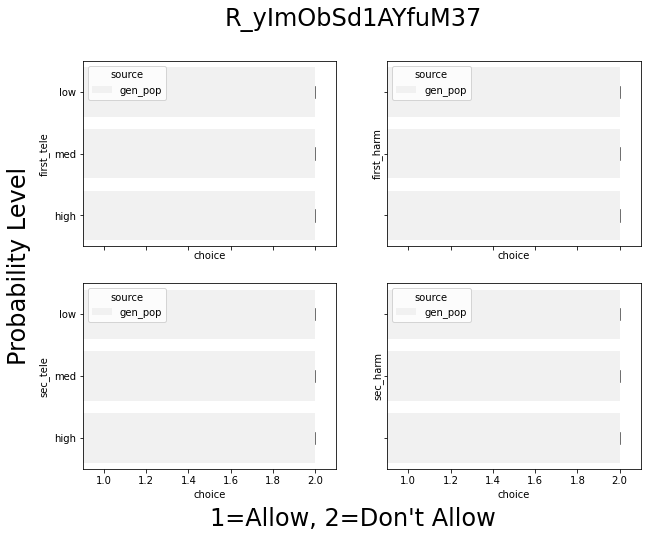 R_yImObSd1AYfuM37
source
gen_pop
low
med
high
first_tele
choice
source
gen_pop
first_harm
choice
source
gen_pop
low
med
high
sec_tele
1.0 1.2 1.4 1.6 1.8 2.0
choice
source
gen_pop
sec_harm
1.0 1.2 1.4 1.6 1.8 2.0
choice
Probability Level
1=Allow, 2=Don't Allow